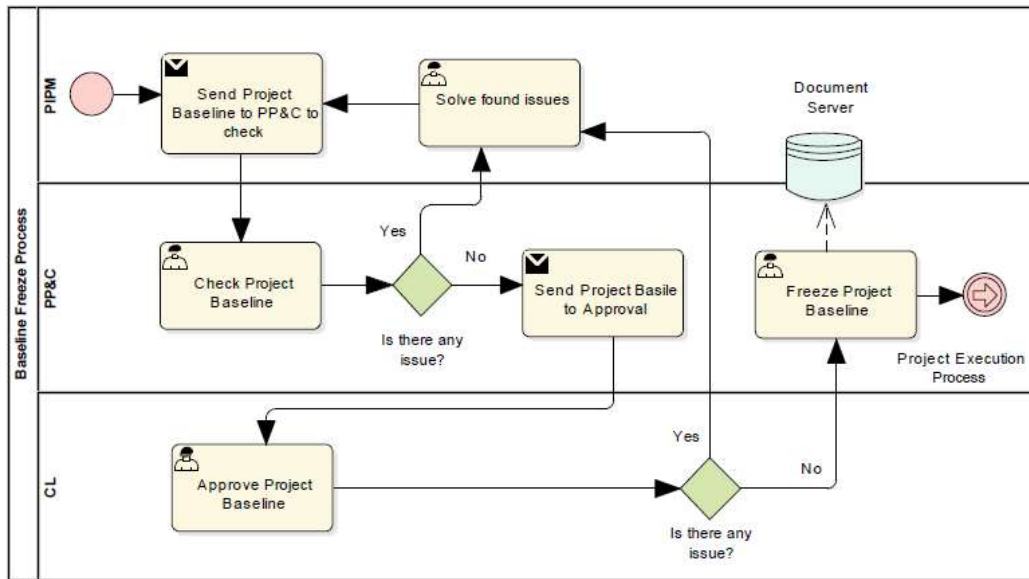 Baseline Freeze Process
PIPM
Send Project
Baseline to PP&C to
check
Solve found issues
Document
Server
PP&C
Check Project
Baseline
Yes
No
Is there any
issue?
Send Project Basile
to Approval
Freeze Project
Baseline
Project Execution
Process
CL
Approve Project
Baseline
Yes
No
Is there any
issue?